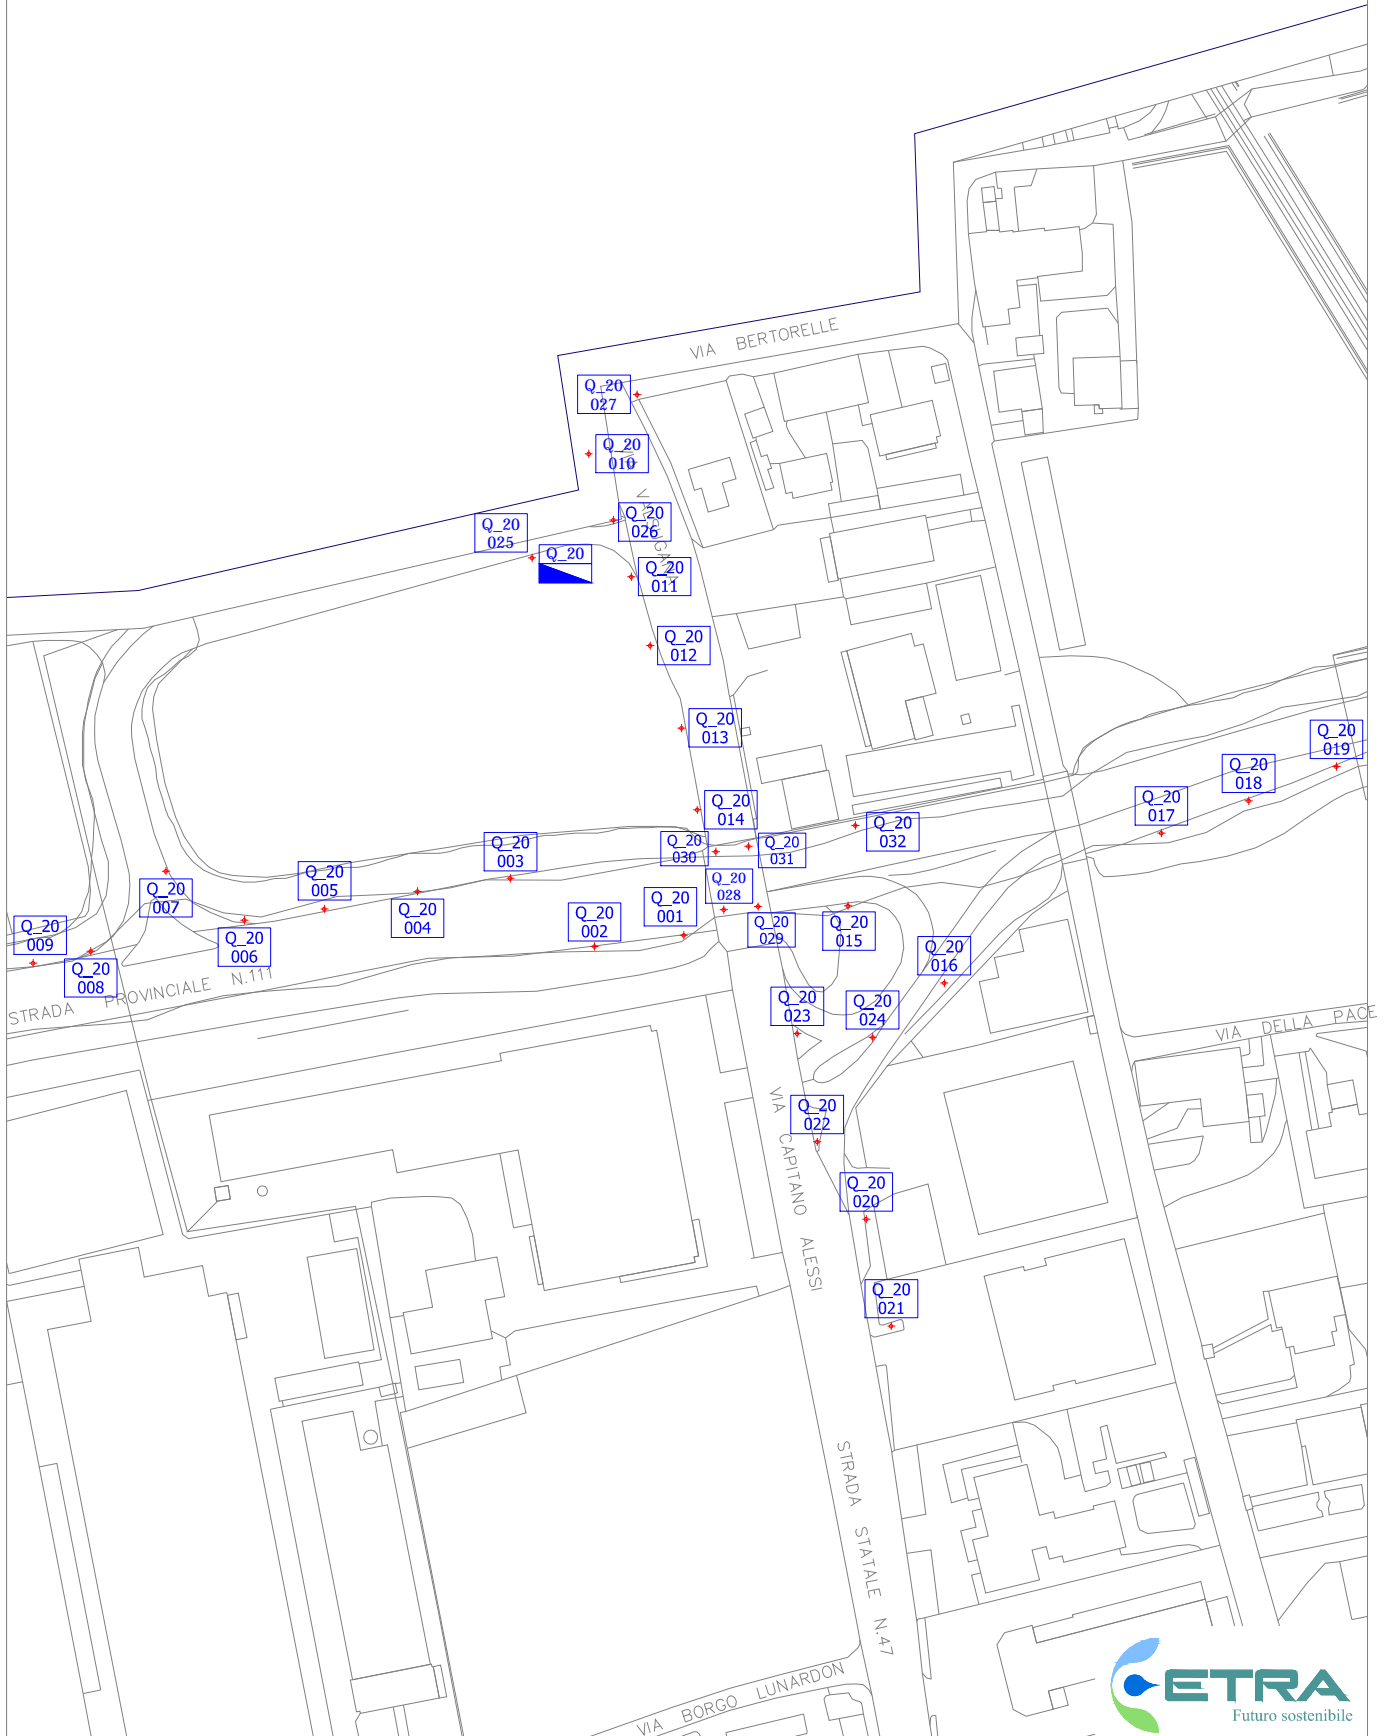 VIA BERTORELLE
Q_20
027
Q_20
010
VIA VALSUGANA
Q_20
026
Q_20
025
Q_20
Q_20
011
Q_20
012
Q_20
013
Q_20
019
Q_20
018
Q_20
017
Q_20
014
Q_20
032
Q_20
030
Q_20
031
Q_20
003
Q_20
005
Q_20
028
Q_20
007
Q_20
004
Q_20
001
Q_20
002
Q_20
029
Q_20
015
Q_20
009
Q_20
006
Q_20
016
Q_20
008
STRADA PROVINCIALE N.111
Q_20
023
Q_20
024
VIA DELLA PACE
Q_20
022
VIA CAPITANO ALESSI
Q_20
020
Q_20
021
STRADA STATALE N.47
VIA BORGO LUNARDON
ETRA
Futuro sostenibile